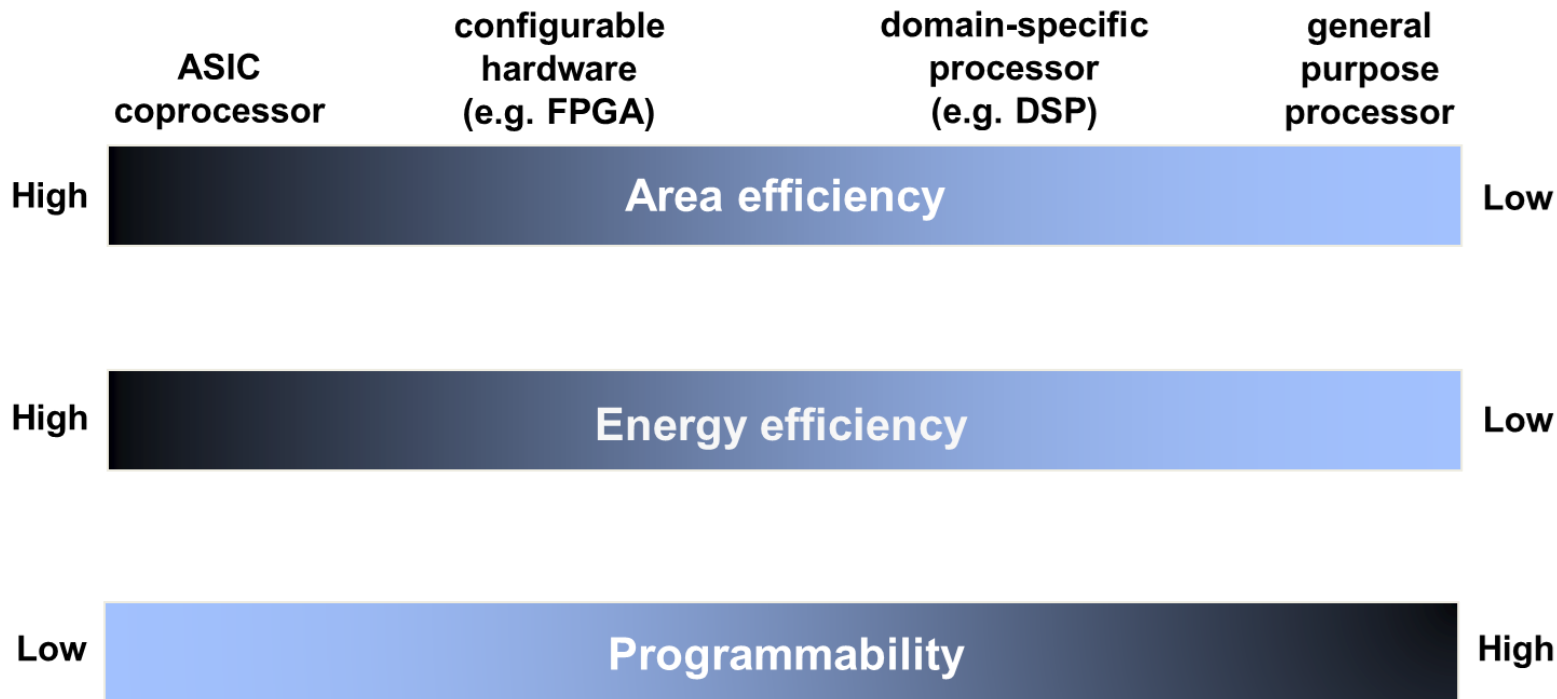 ASIC
coprocessor
configurable
hardware
(e.g. FPGA)
domain-specific
processor
(e.g. DSP)
general
purpose
processor
High
Area efficiency
Low
High
Energy efficiency
Low
Low
Programmability
High